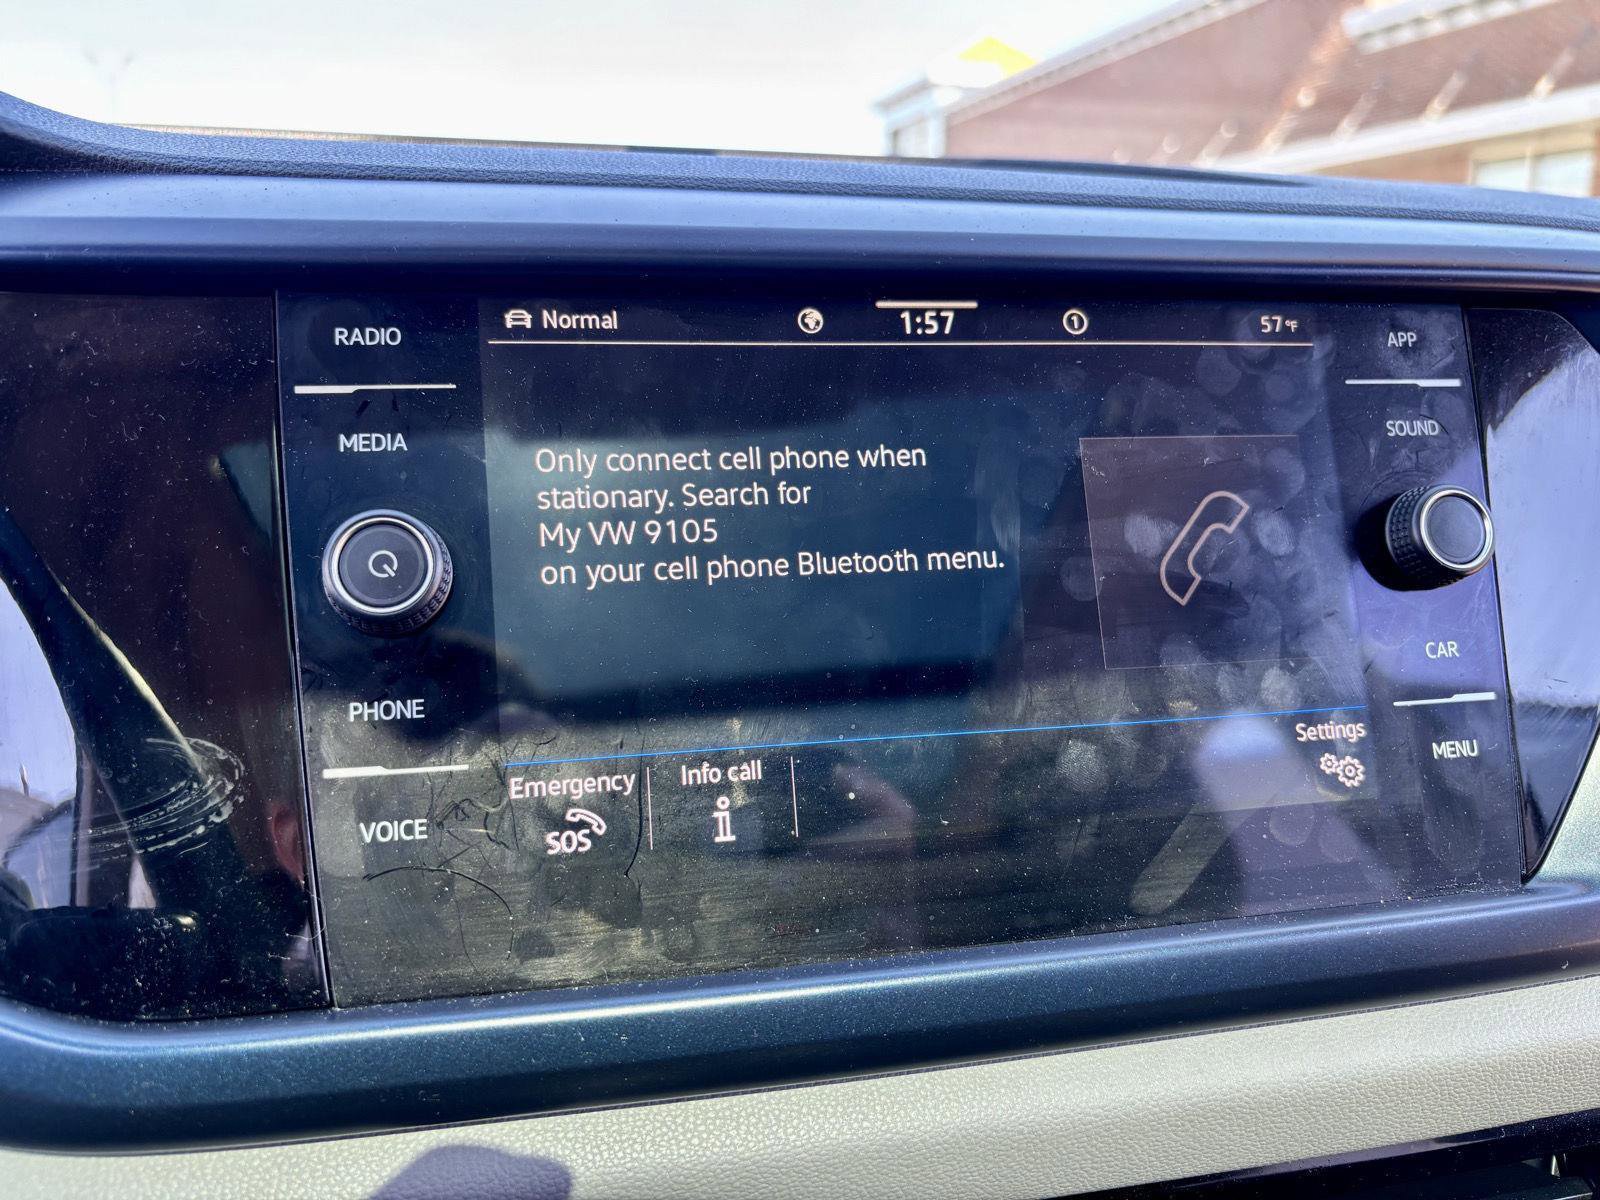 RADIO
MEDIA
PHONE
VOICE
Normal
1:57
1
57 °F
Only connect cell phone when
stationary. Search for
My VW 9105
on your cell phone Bluetooth menu.
Emergency
SOS
Info call
i
Settings
APP
SOUND
CAR
MENU